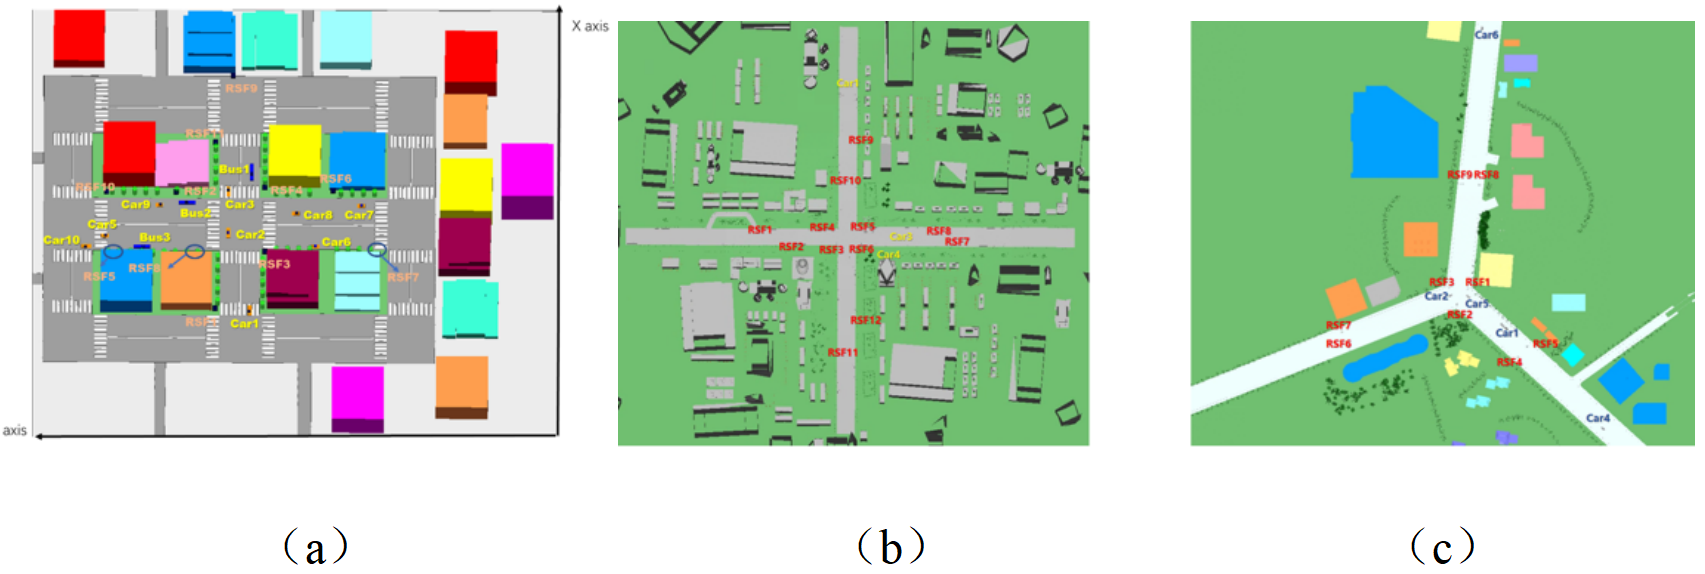 X axis
axis
RSF9
RSF11
Bus1
RSF10
RSF2
RSF4
RSF6
Car9
Bus2
Car3
Car8
Car7
Car5
Car10
Bus3
Car2
Car6
RSF5
RSF8
RSF3
RSF7
Car1
(a)
Car1
RSF9
RSF10
RSF1
RSF4
RSF5
RSF8
Car3
RSF7
RSF2
RSF3
RSF6
Car4
RSF12
RSF11
(b)
Car6
RSF9
RSF8
RSF3
RSF1
Car2
Car5
RSF2
RSF7
Car1
RSF6
RSF5
RSF4
Car4
(c)